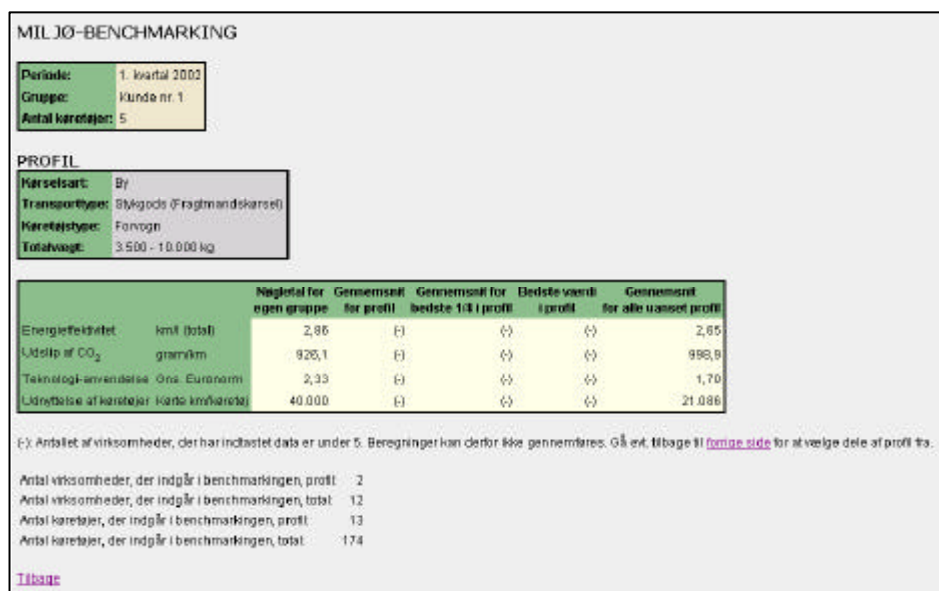 MILJØ-BENCHMARKING
Periode: 1. kvartal 2002
Gruppe: Kunde nr. 1
Antal køretøjer: 5
PROFIL
Kørselsart: By
Transporttype: Stykgods (Fragtmandskørsel)
Køretøjstype: Forvogn
Totalvægt: 3.500 - 10.000 kg
Nøgletal for egen gruppe Gennemsnit for profil Gennemsnit for bedste 1/4 i profil Bedste værdi i profil Gennemsnit for alle uanset profil
Energieffektivitet km/l (total) 2,86 (-) (-) (-) 2,65
Udslip af CO2 gram/km 926,1 (-) (-) (-) 998,9
Teknologi-anvendelse Gns. Euronorm 2,33 (-) (-) (-) 1,70
Udnyttelse af køretøjer Kørte km/køretøj 40.000 (-) (-) (-) 21.086
(-): Antallet af virksomheder, der har indtastet data er under 5. Beregninger kan derfor ikke gennemføres. Gå evt. tilbage til forrige side for at vælge dele af profil fra.
Antal virksomheder, der indgår i benchmarkingen, profil: 2
Antal virksomheder, der indgår i benchmarkingen, total: 12
Antal køretøjer, der indgår i benchmarkingen, profil: 13
Antal køretøjer, der indgår i benchmarkingen, total: 174
Tilbage